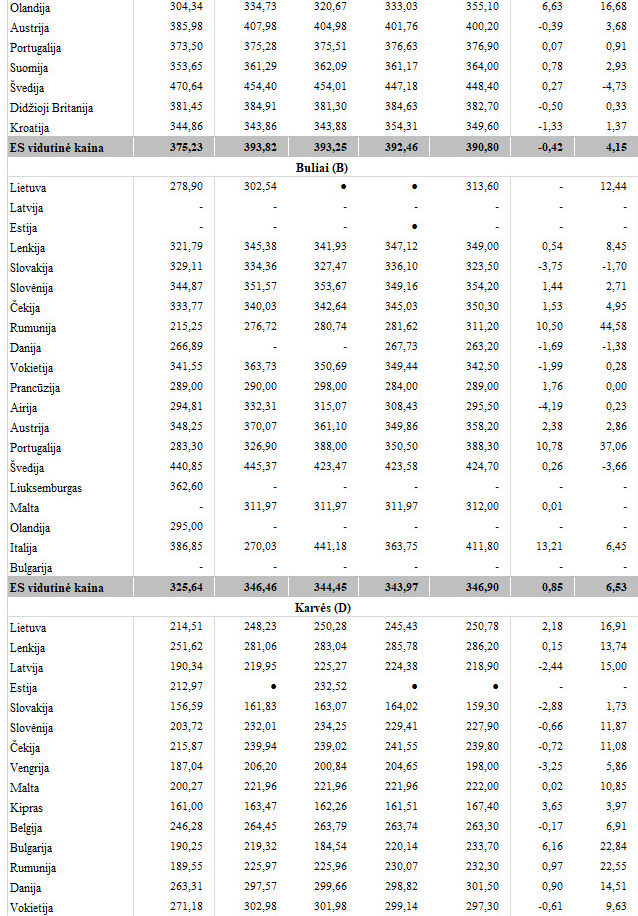 Olandija 304,34 334,73 320,67 333,03 355,10 6,63 16,68
Austrija 385,98 407,98 404,98 401,76 400,20 -0,39 3,68
Portugalija 373,50 375,28 375,51 376,63 376,90 0,07 0,91
Suomija 353,65 361,29 362,09 361,17 364,00 0,78 2,93
Švedija 470,64 454,40 454,01 447,18 448,40 0,27 -4,73
Didžioji Britanija 381,45 384,91 381,30 384,63 382,70 -0,50 0,33
Kroatija 344,86 343,86 343,88 354,31 349,60 -1,33 1,37
ES vidutinė kaina 375,23 393,82 393,25 392,46 390,80 -0,42 4,15
Buliai (B)
Lietuva 278,90 302,54 ● ● 313,60 - 12,44
Latvija - - - - - - -
Estija - - - ● - - -
Lenkija 321,79 345,38 341,93 347,12 349,00 0,54 8,45
Slovakija 329,11 334,36 327,47 336,10 323,50 -3,75 -1,70
Slovėnija 344,87 351,57 353,67 349,16 354,20 1,44 2,71
Čekija 333,77 340,03 342,64 345,03 350,30 1,53 4,95
Rumunija 215,25 276,72 280,74 281,62 311,20 10,50 44,58
Danija 266,89 - - 267,73 263,20 -1,69 -1,38
Vokietija 341,55 363,73 350,69 349,44 342,50 -1,99 0,28
Prancūzija 289,00 290,00 298,00 284,00 289,00 1,76 0,00
Airija 294,81 332,31 315,07 308,43 295,50 -4,19 0,23
Austrija 348,25 370,07 361,10 349,86 358,20 2,38 2,86
Portugalija 283,30 326,90 388,00 350,50 388,30 10,78 37,06
Švedija 440,85 445,37 423,47 423,58 424,70 0,26 -3,66
Liuksemburgas 362,60 - - - - - -
Malta - 311,97 311,97 311,97 312,00 0,01 -
Olandija 295,00 - - - - - -
Italija 386,85 270,03 441,18 363,75 411,80 13,21 6,45
Bulgarija - - - - - - -
ES vidutinė kaina 325,64 346,46 344,45 343,97 346,90 0,85 6,53
Karvės (D)
Lietuva 214,51 248,23 250,28 245,43 250,78 2,18 16,91
Lenkija 251,62 281,06 283,04 285,78 286,20 0,15 13,74
Latvija 190,34 219,95 225,27 224,38 218,90 -2,44 15,00
Estija 212,97 ● 232,52 ● ● - -
Slovakija 156,59 161,83 163,07 164,02 159,30 -2,88 1,73
Slovėnija 203,72 232,01 234,25 229,41 227,90 -0,66 11,87
Čekija 215,87 239,94 239,02 241,55 239,80 -0,72 11,08
Vengrija 187,04 206,20 200,84 204,65 198,00 -3,25 5,86
Malta 200,27 221,96 221,96 221,96 222,00 0,02 10,85
Kipras 161,00 163,47 162,26 161,51 167,40 3,65 3,97
Belgija 246,28 264,45 263,79 263,74 263,30 -0,17 6,91
Bulgarija 190,25 219,32 184,54 220,14 233,70 6,16 22,84
Rumunija 189,55 225,97 225,96 230,07 232,30 0,97 22,55
Danija 263,31 297,57 299,66 298,82 301,50 0,90 14,51
Vokietija 271,18 302,98 301,98 299,14 297,30 -0,61 9,63